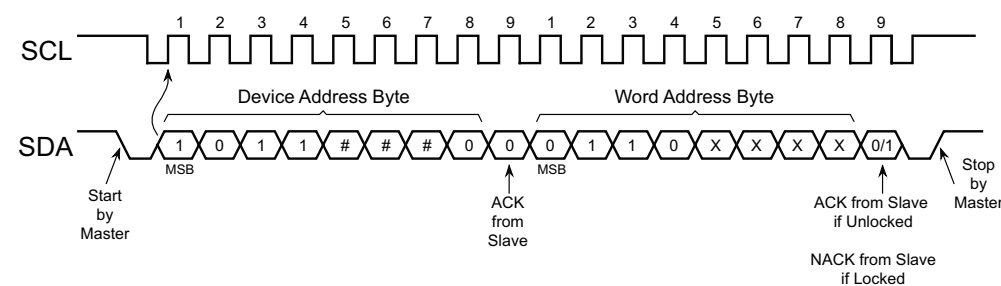 1 2 3 4 5 6 7 8 9 1 2 3 4 5 6 7 8 9
SCL
Device Address Byte Word Address Byte
SDA 1 0 1 1 # # # 0 0 0 1 1 0 X X X X 0/1
MSB MSB
Start
by
Master
ACK
from
Slave
ACK from Slave
if Unlocked
NACK from Slave
if Locked
Stop
by
Master